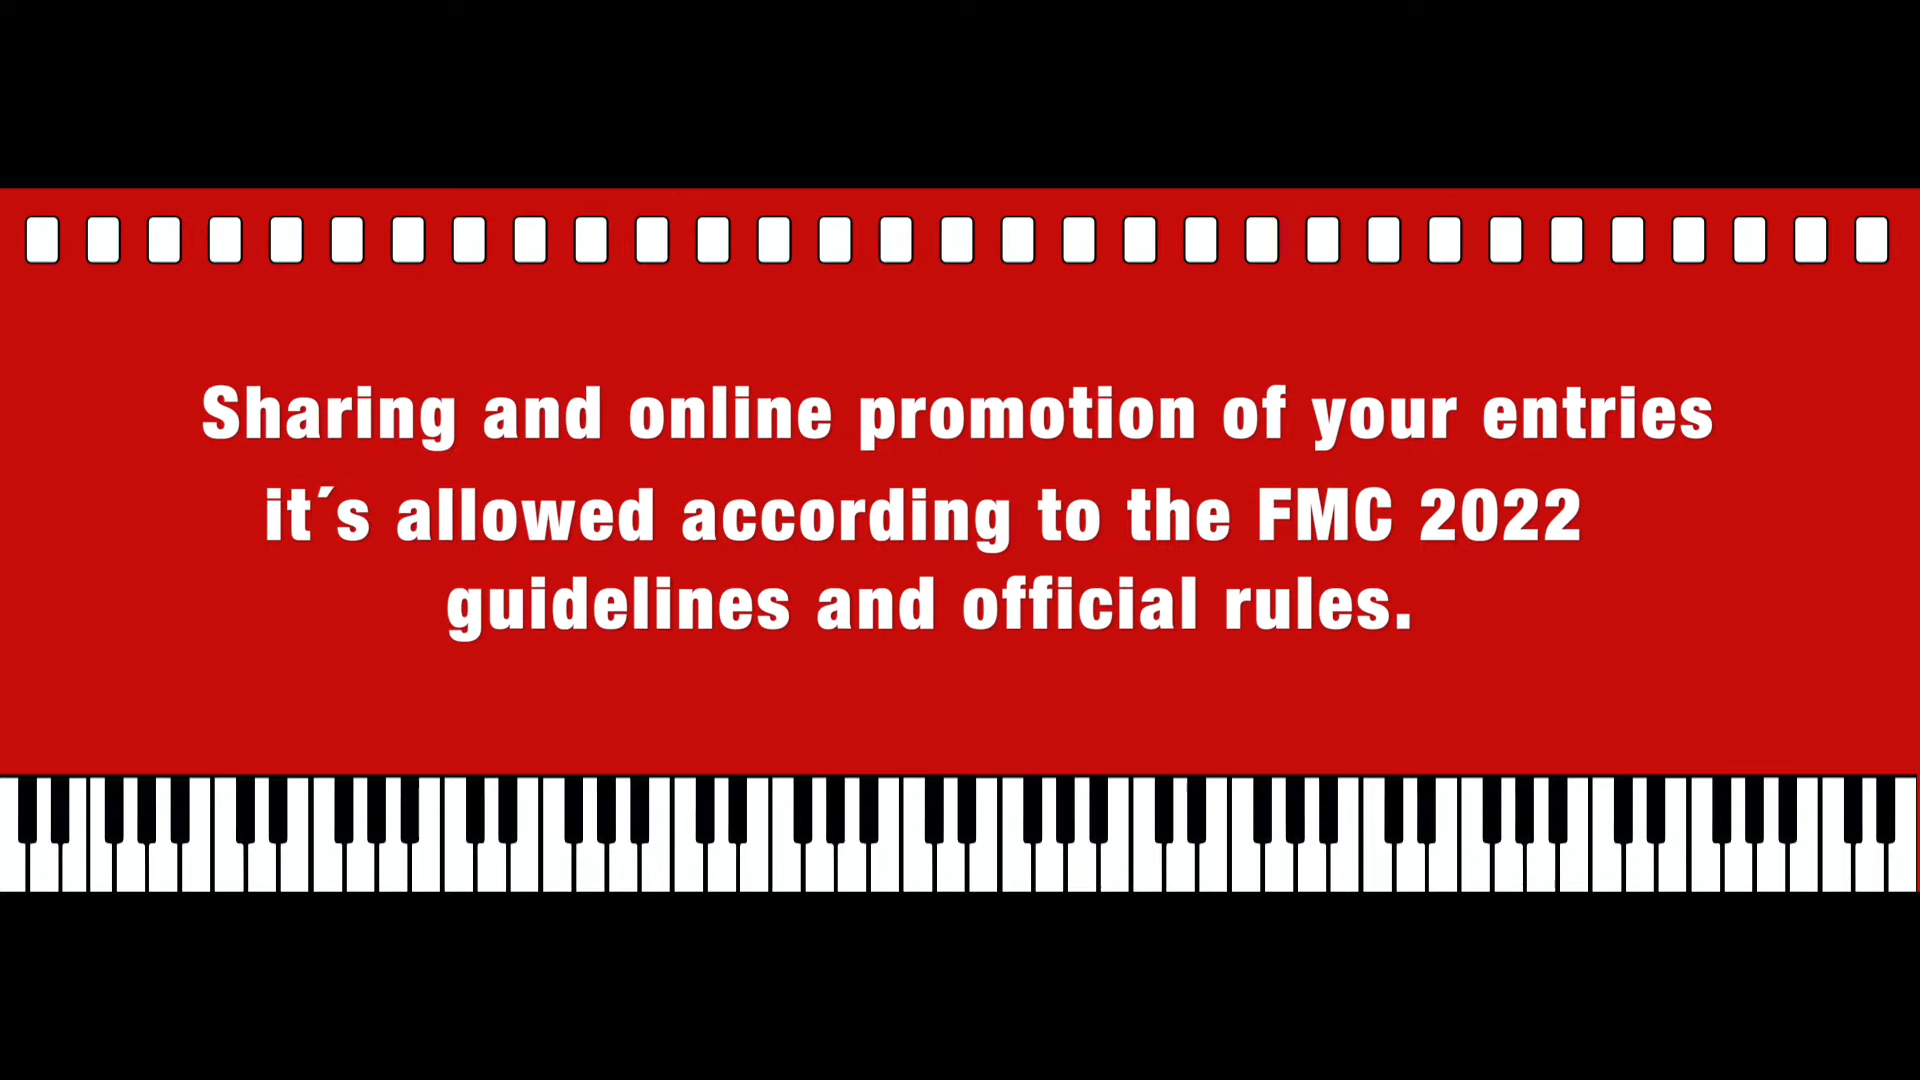 Sharing and online promotion of your entries
it´s allowed according to the FMC 2022
guidelines and official rules.